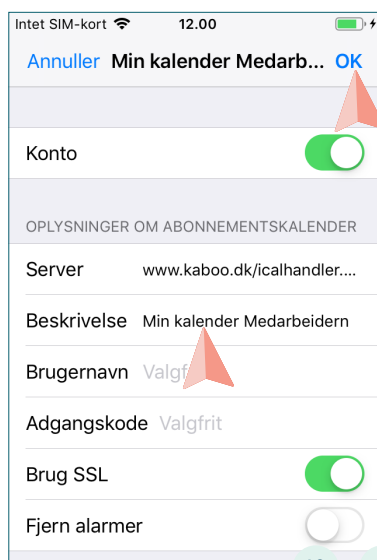 Intet SIM-kort 12.00
Annuller Min kalender Medarb... OK
Konto
OPLYSNINGER OM ABONNEMENTSKALENDER
Server www.kaboo.dk/icalhandler....
Beskrivelse Min kalender Medarbeidern
Brugernavn
Adgangskode Valgfrit
Brug SSL
Fjern alarmer